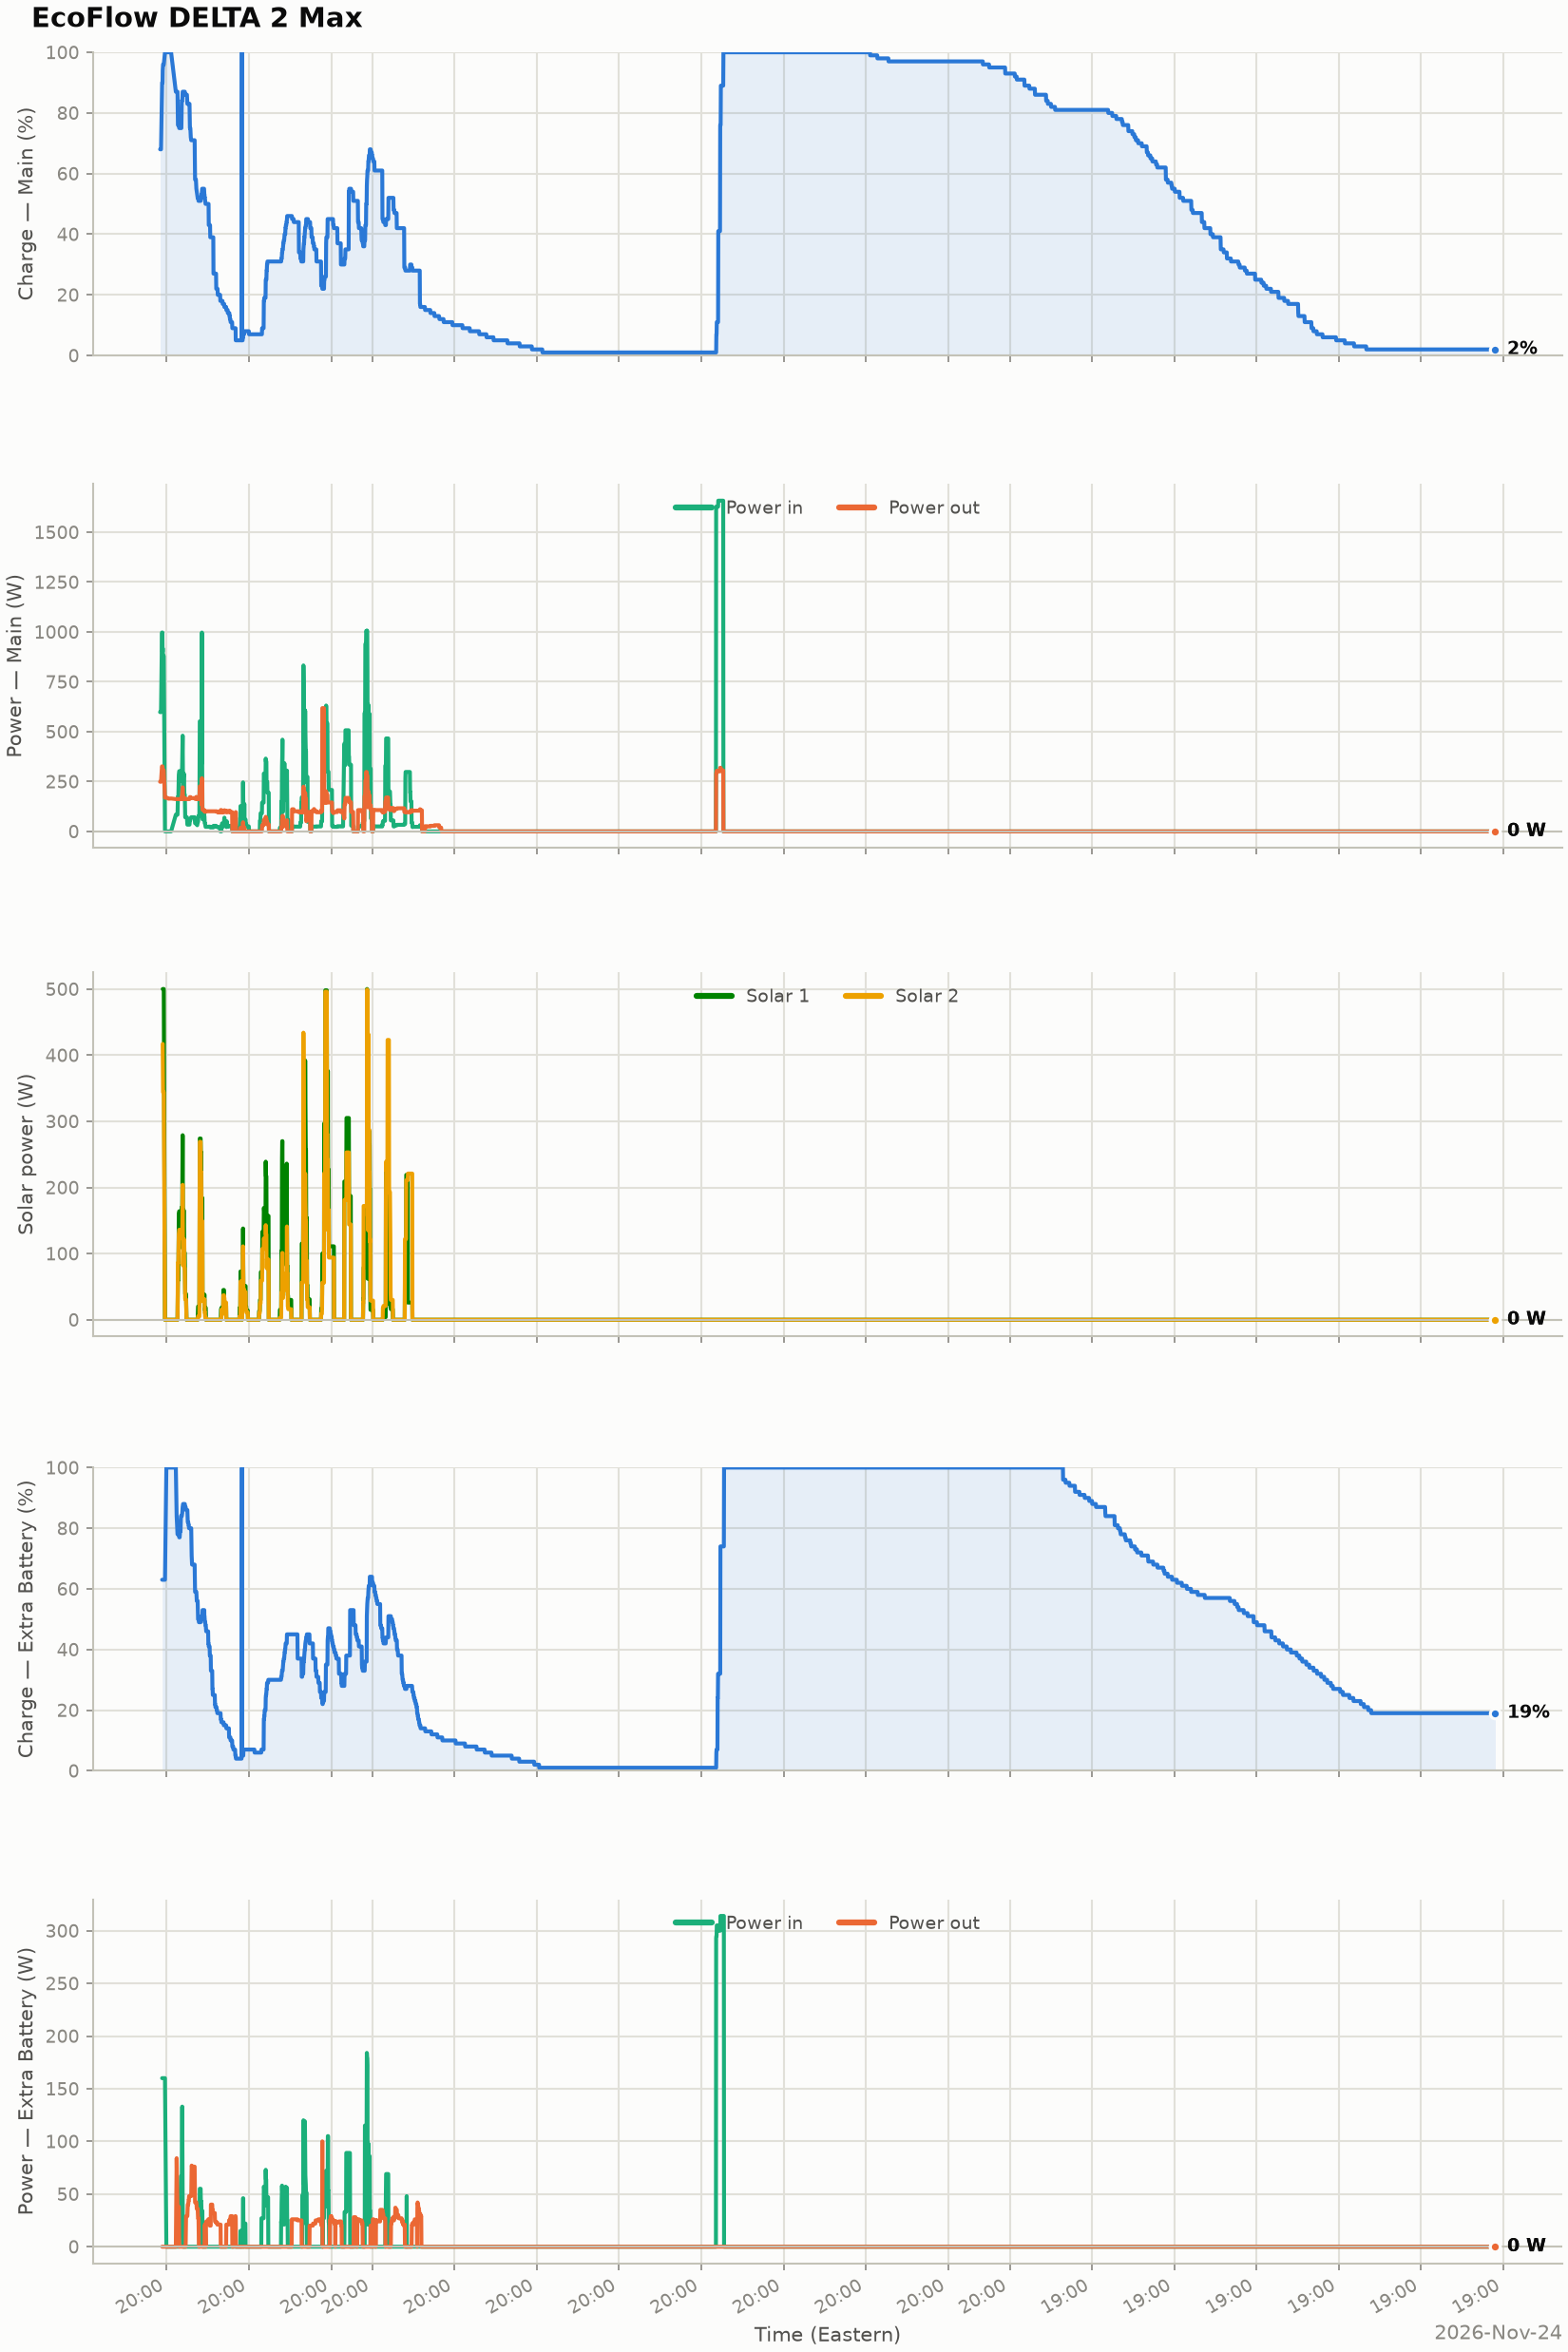 EcoFlow DELTA 2 Max
Charge — Main (%)
100
80
60
40
20
0
2%
Power — Main (W)
Power in
Power out
1500
1250
1000
750
500
250
0
0 W
Solar power (W)
Solar 1
Solar 2
500
400
300
200
100
0
0 W
Charge — Extra Battery (%)
100
80
60
40
20
0
19%
Power — Extra Battery (W)
Power in
Power out
300
250
200
150
100
50
0
0 W
20:00 20:00 20:00 20:00 20:00 20:00 20:00 20:00 20:00 20:00 20:00 20:00 19:00 19:00 19:00 19:00 19:00 19:00
Time (Eastern)
2026-Nov-24